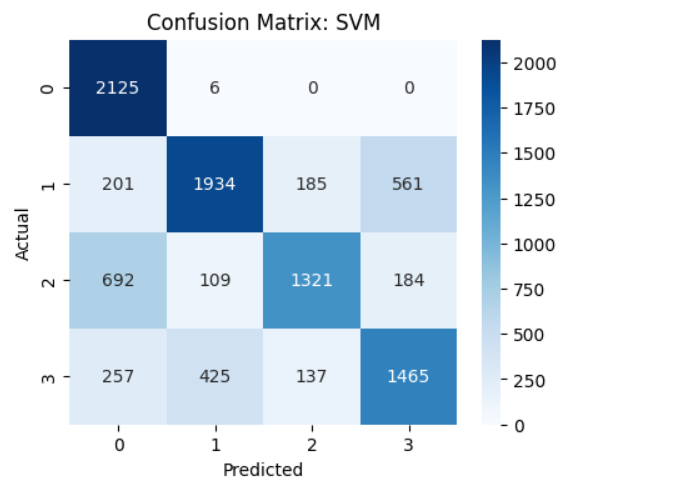 Confusion Matrix: SVM
0 2125 6 0 0
1 201 1934 185 561
2 692 109 1321 184
3 257 425 137 1465
0 1 2 3
Predicted
Actual
2000
1750
1500
1250
1000
750
500
250
0